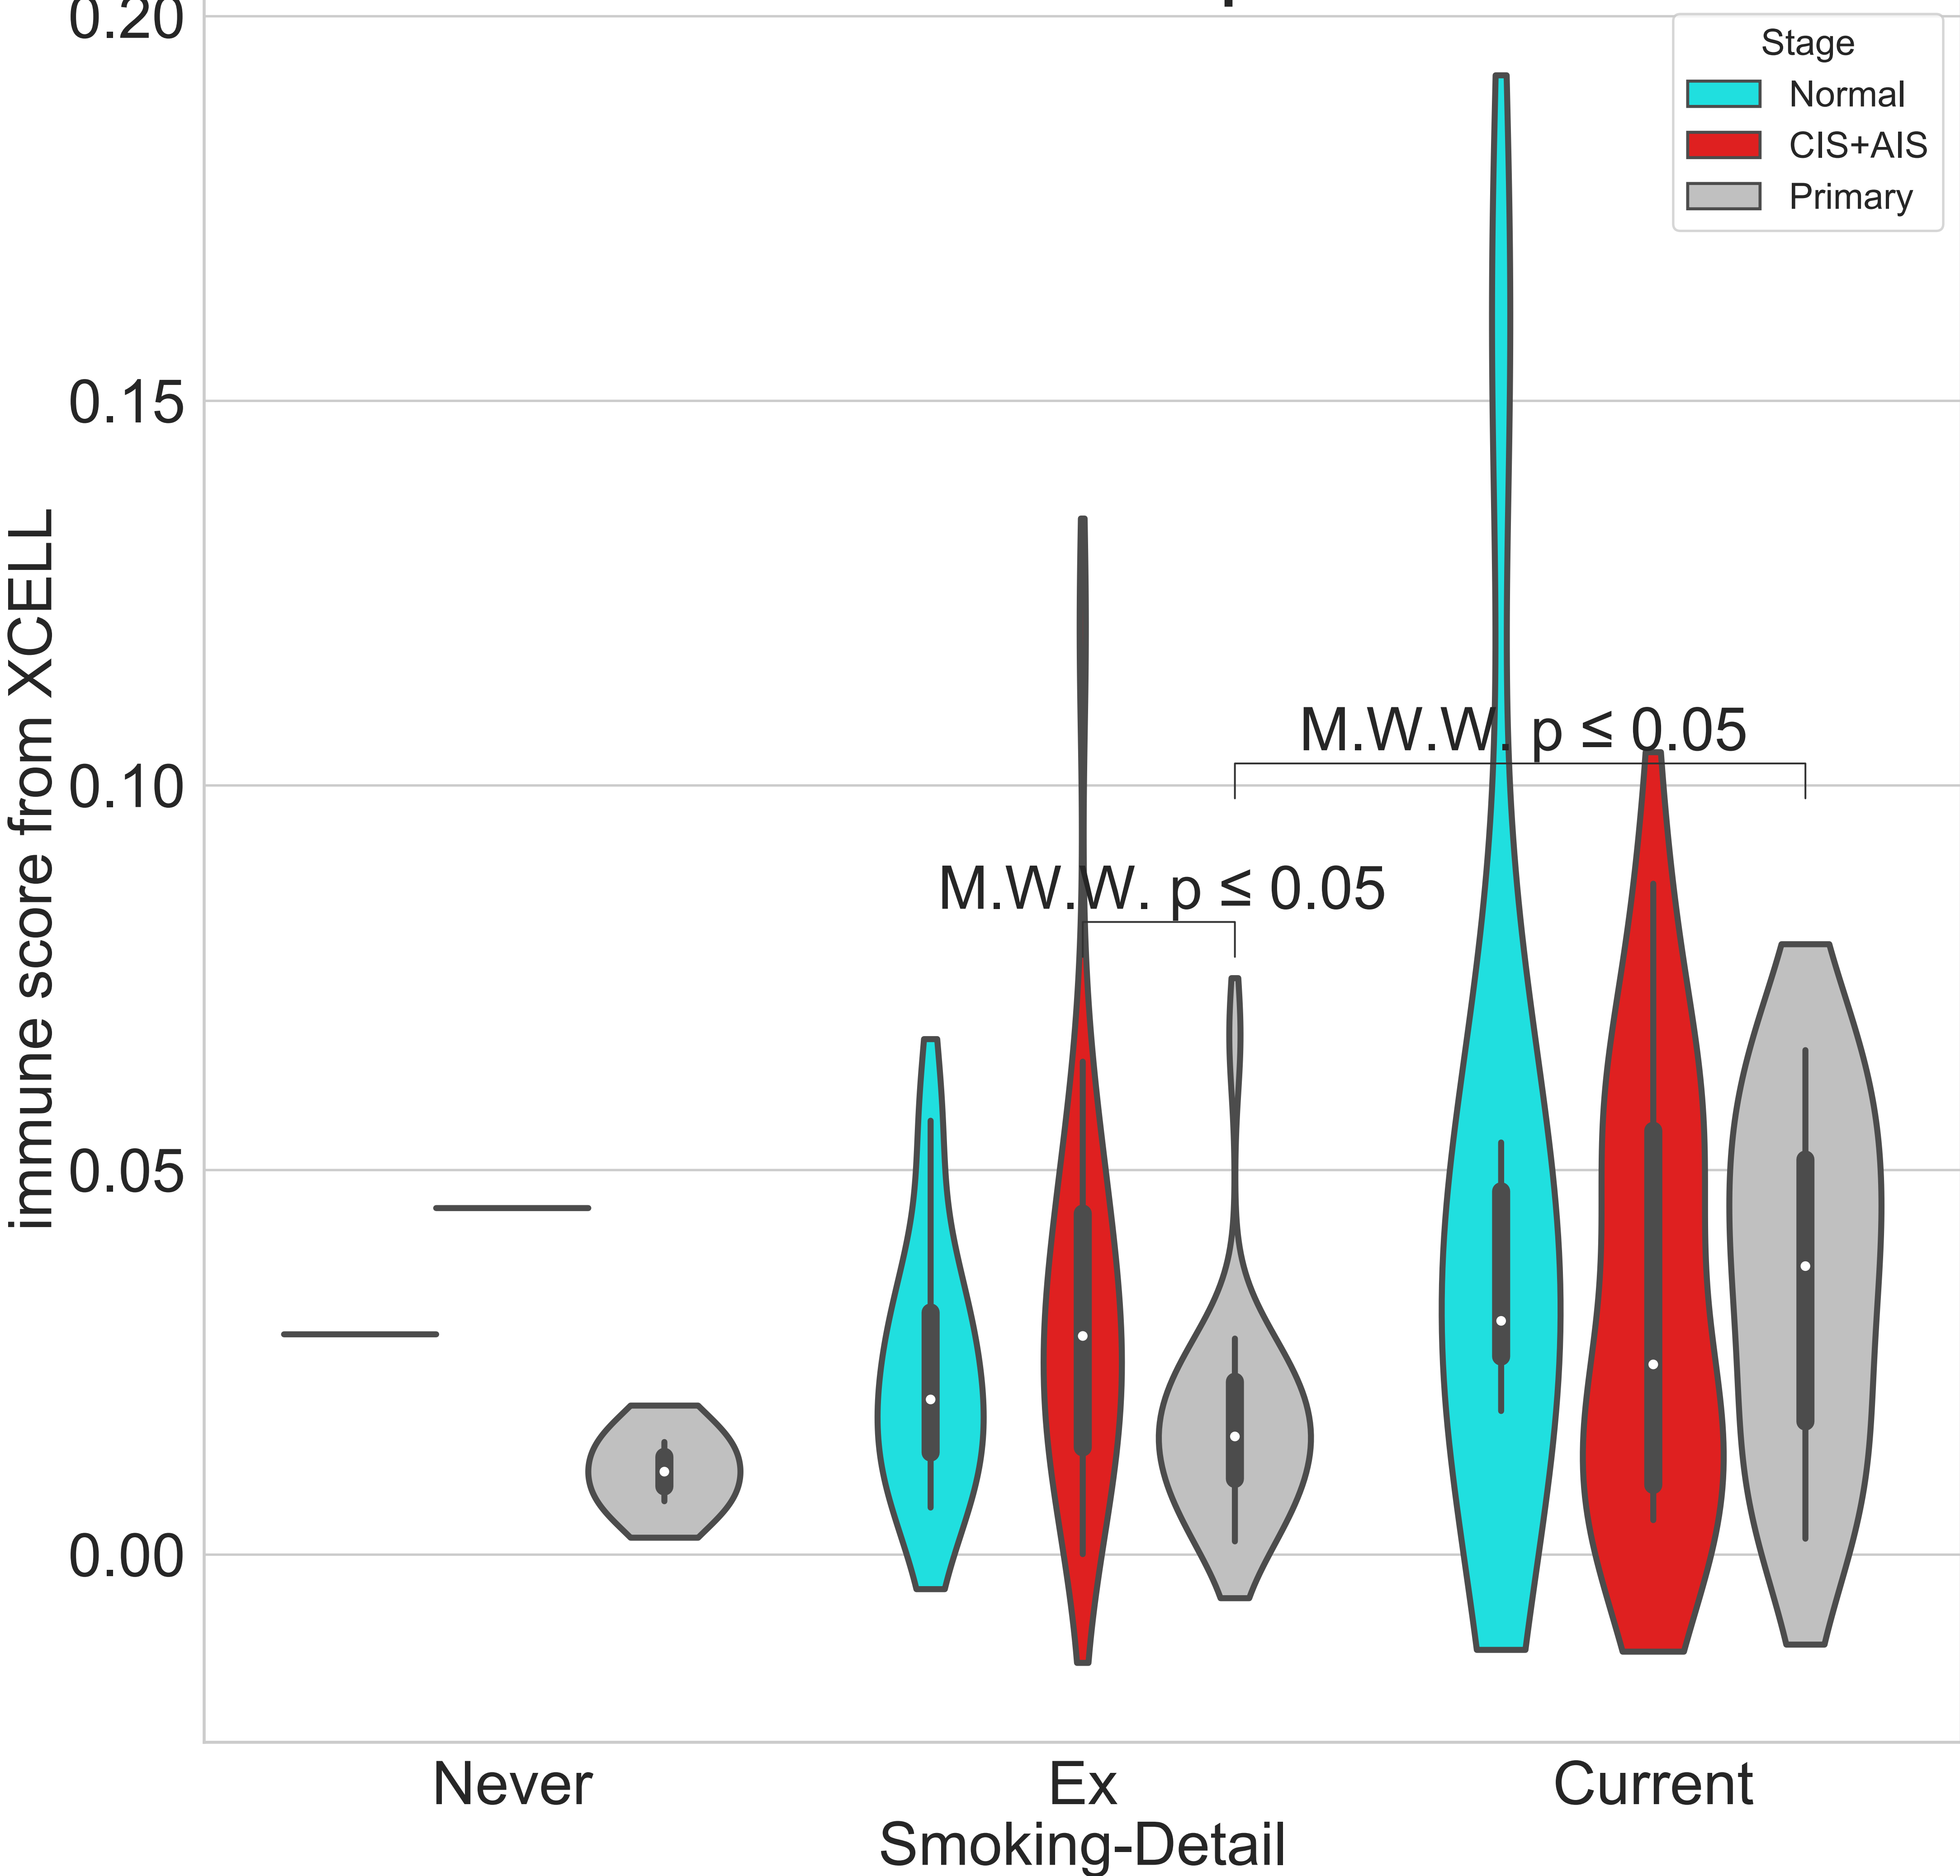 0.20
0.15
0.10
0.05
0.00
immune score from XCELL
Stage
Normal
CIS+AIS
Primary
M.W.W. p ≤ 0.05
M.W.W. p ≤ 0.05
Never
Ex
Current
Smoking-Detail